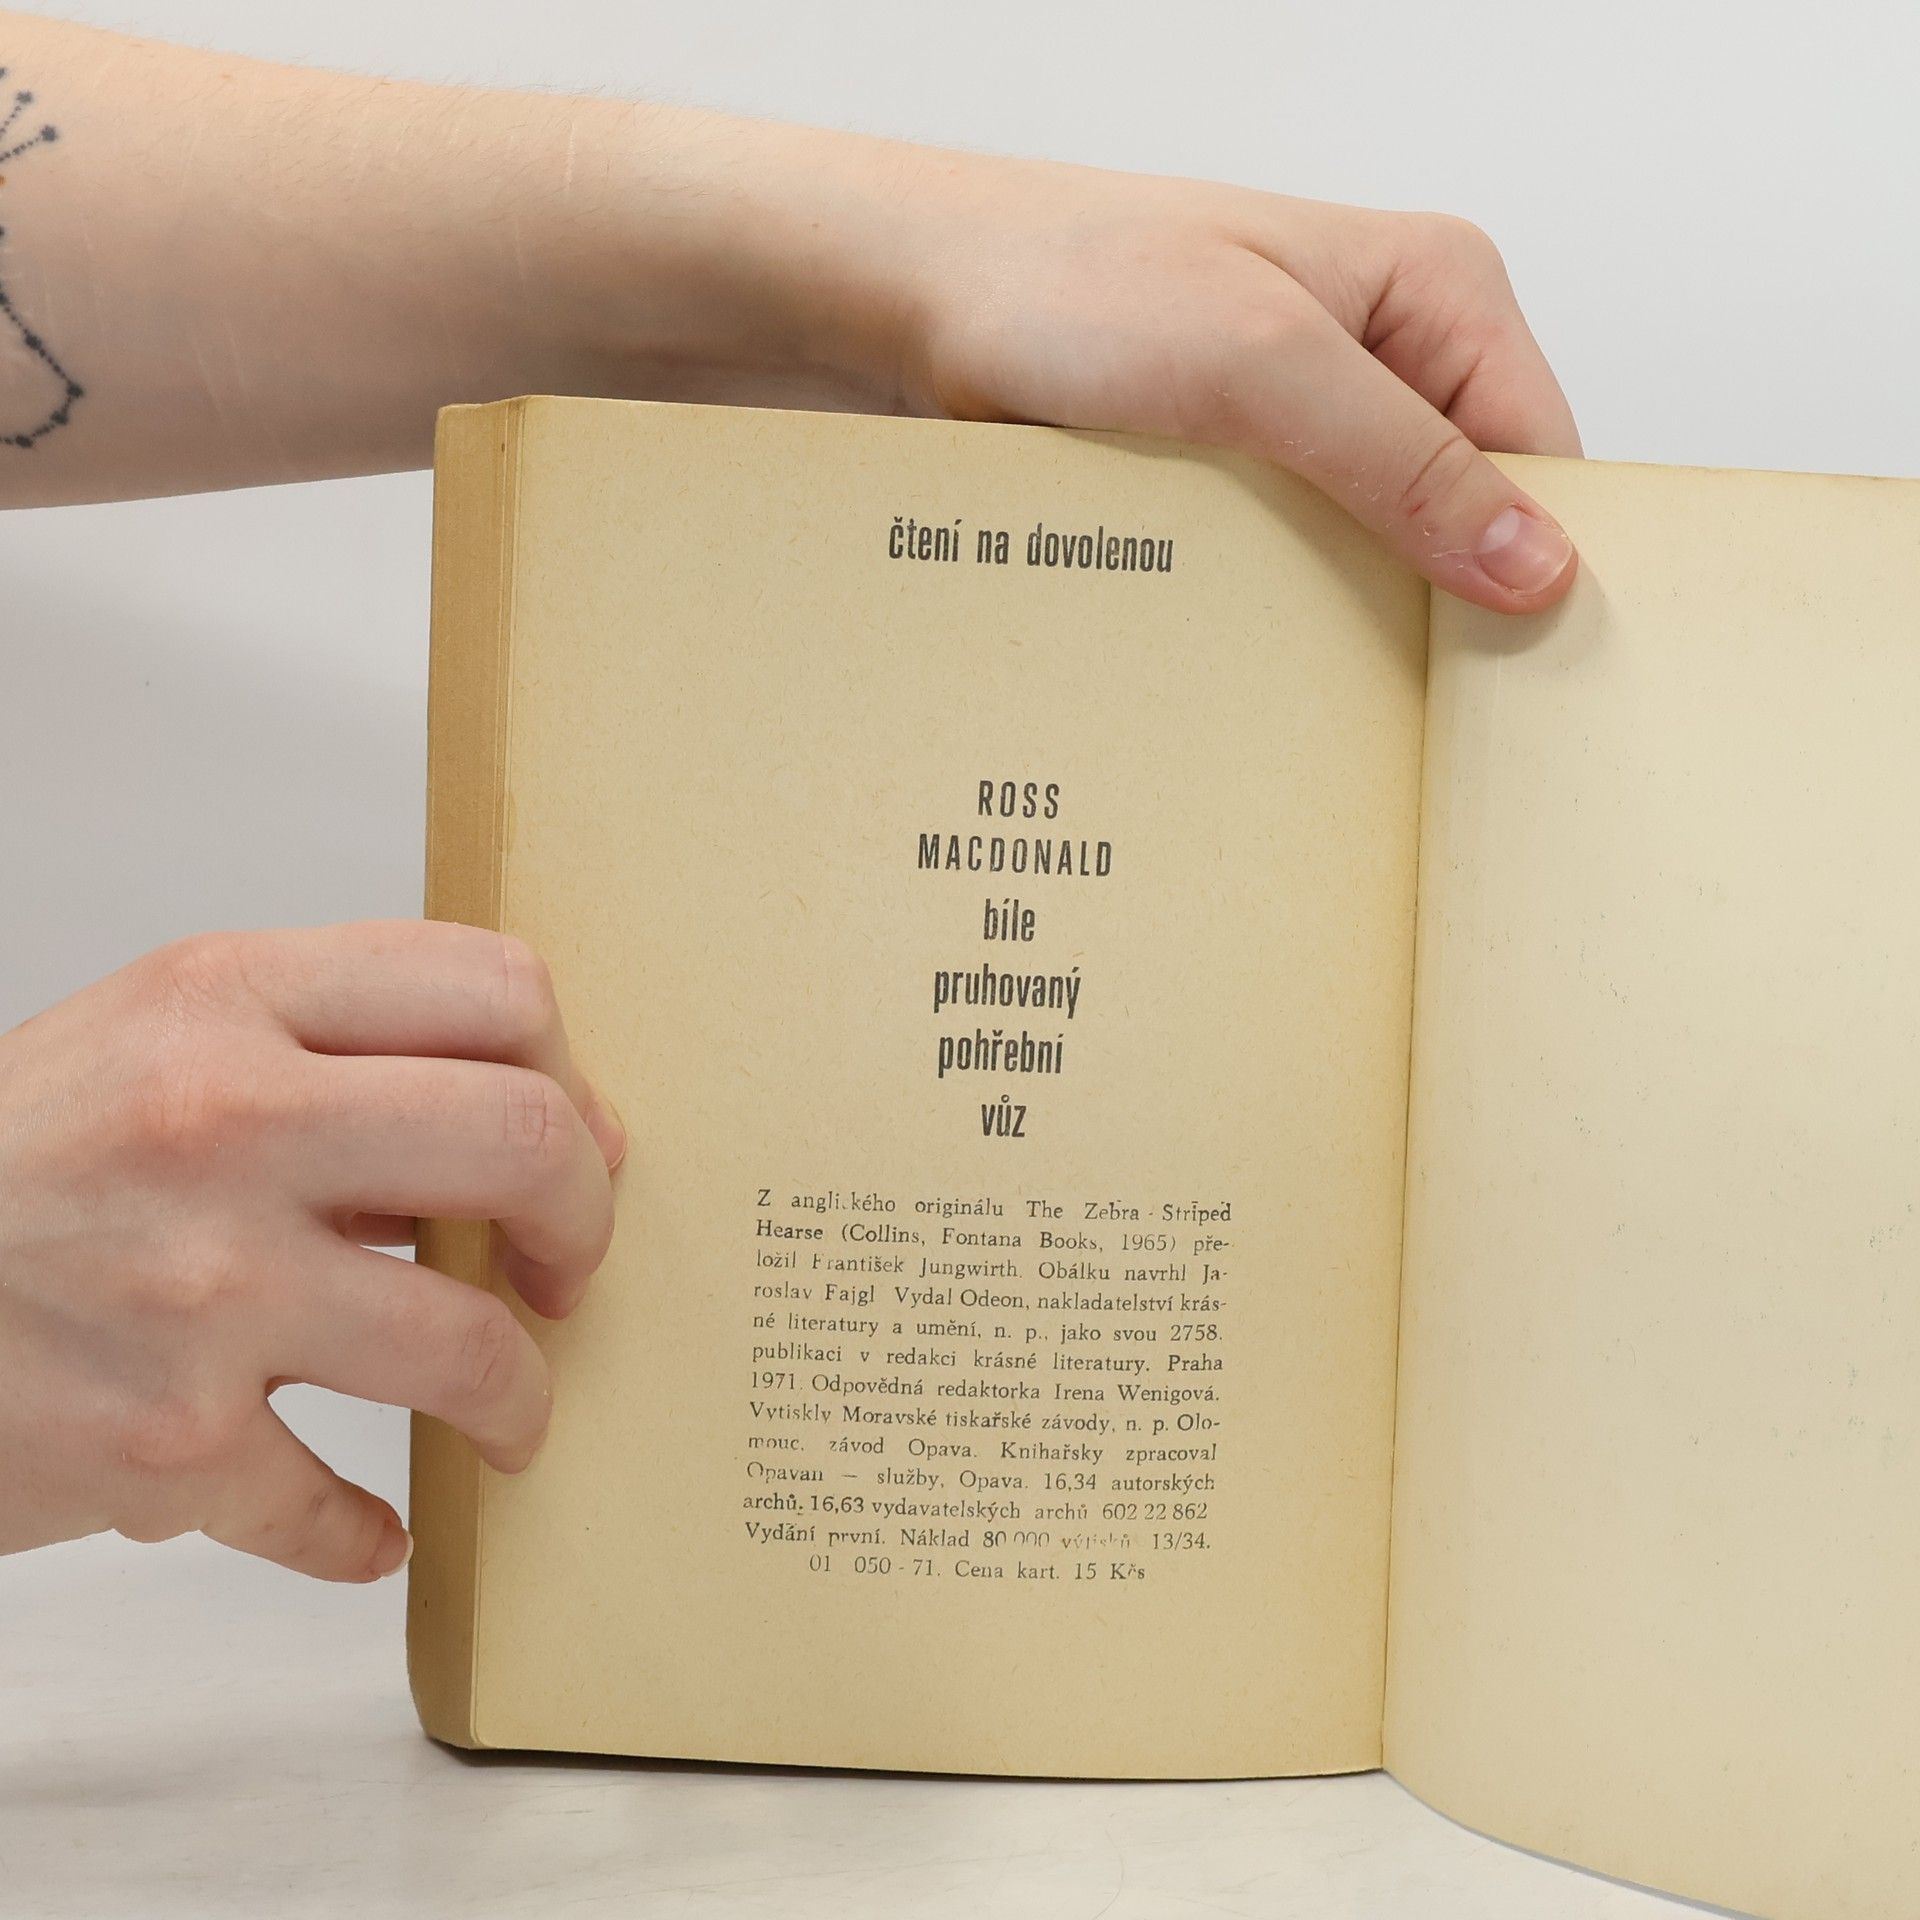 čtení na dovolenou
ROSS
MACDONALD
bíle
pruhovaný
pohřební
vůz
Z anglického originálu The Zebra - Striped
Hearse (Collins, Fontana Books, 1965) pře-
ložil František Jungwirth. Obálku navrhl Ja-
roslav Fajgl Vydal Odeon, nakladatelství krás-
né literatury a umění, n. p., jako svou 2758.
publikaci v redakci krásné literatury. Praha
1971. Odpovědná redaktorka Irena Wenigová.
Vytiskly Moravské tiskařské závody, n. p. Olo-
mouc, závod Opava. Knihařsky zpracoval
Opavan — služby, Opava. 16,34 autorských
archů. 16,63 vydavatelských archů 602 22 862
Vydání první. Náklad 80 000 výtisků 13/34.
01 050 - 71. Cena kart. 15 Kčs